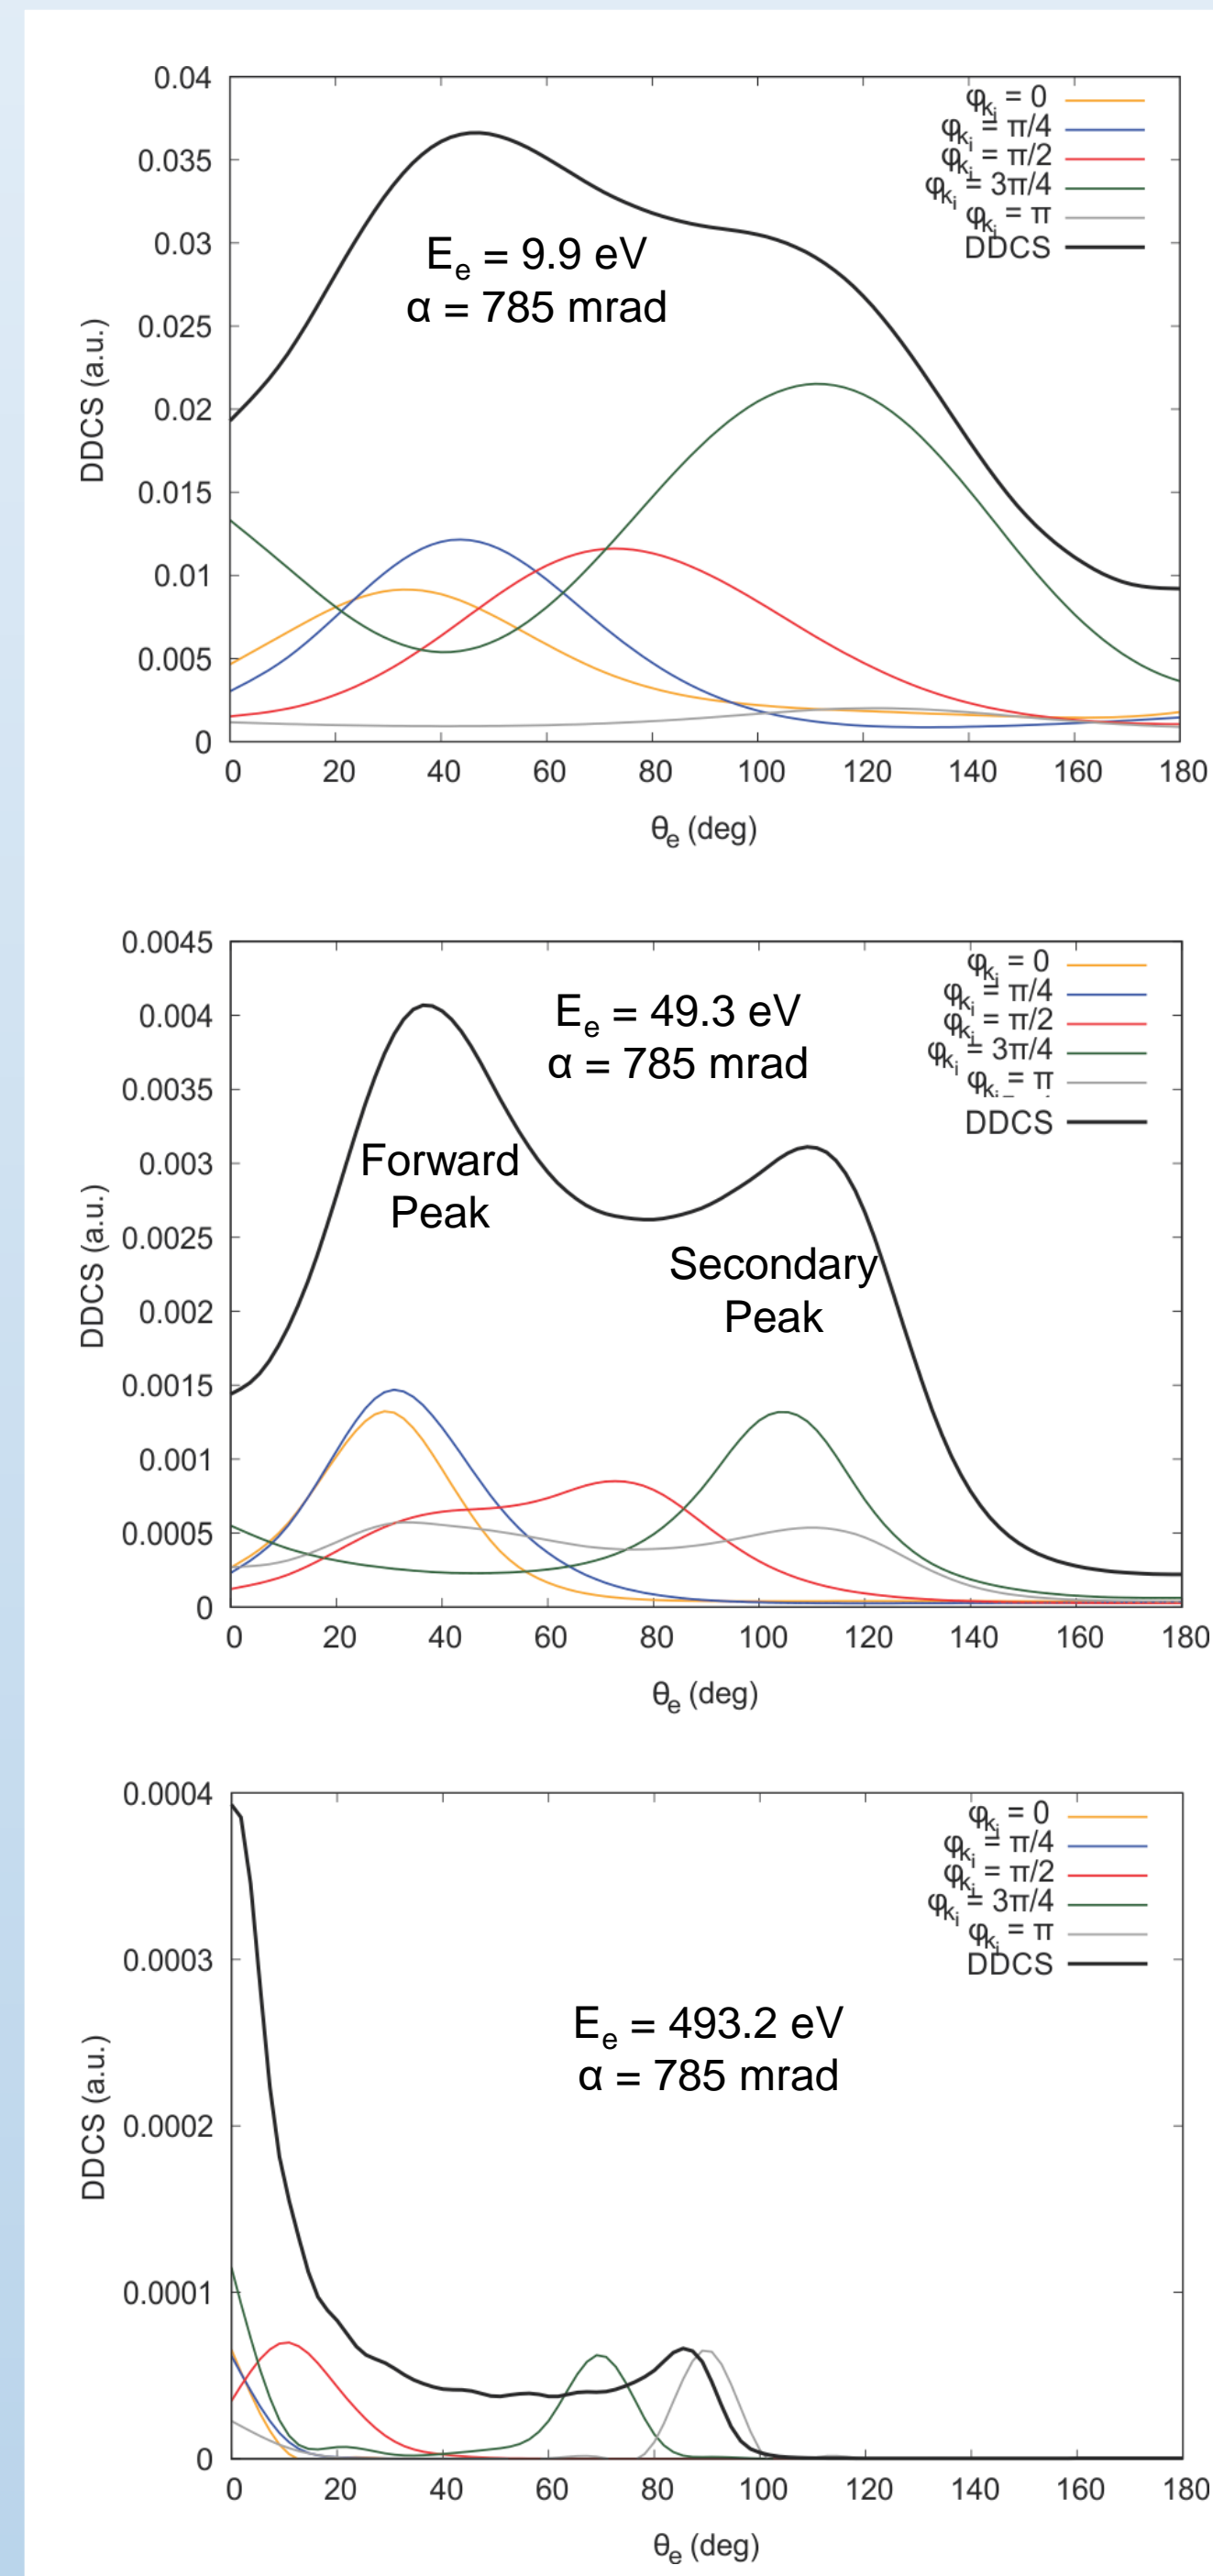 0.04
0.035
0.03
0.025
0.02
0.015
0.01
0.005
0
DDCS (a.u.)
φki = 0
φki = π/4
φki = π/2
φki = 3π/4
φki = π
DDCS
Ee = 9.9 eV
α = 785 mrad
0 20 40 60 80 100 120 140 160 180
θe (deg)
0.0045
0.004
0.0035
0.003
0.0025
0.002
0.0015
0.001
0.0005
0
DDCS (a.u.)
φki = 0
φki = π/4
φki = π/2
φki = 3π/4
φki = π
DDCS
Ee = 49.3 eV
α = 785 mrad
Forward
Peak
Secondary
Peak
0 20 40 60 80 100 120 140 160 180
θe (deg)
0.0004
0.0003
0.0002
0.0001
0
DDCS (a.u.)
φki = 0
φki = π/4
φki = π/2
φki = 3π/4
φki = π
DDCS
Ee = 493.2 eV
α = 785 mrad
0 20 40 60 80 100 120 140 160 180
θe (deg)